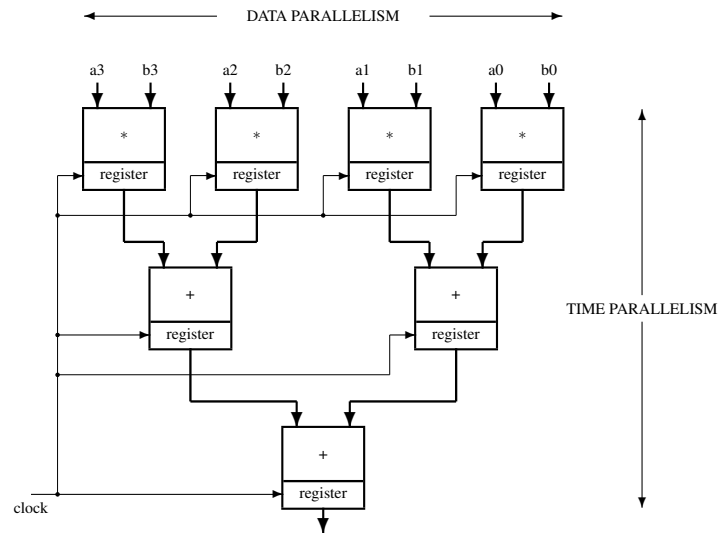 DATA PARALLELISM
a3 b3 a2 b2 a1 b1 a0 b0
* * * *
register register register register
+ +
TIME PARALLELISM
register register
+
register
clock